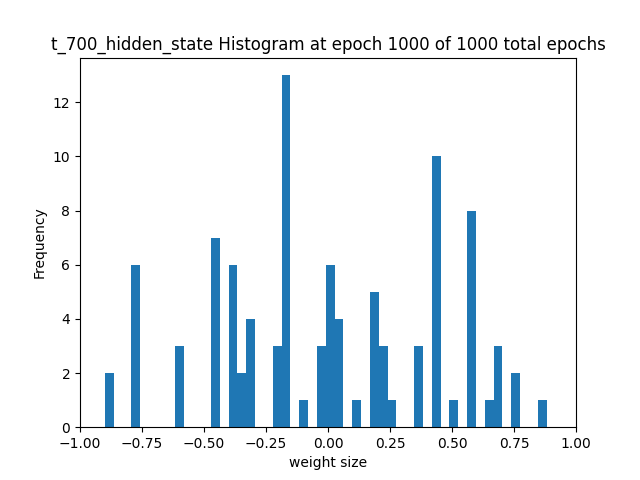 t_700_hidden_state Histogram at epoch 1000 of 1000 total epochs
Frequency
12
10
8
6
4
2
0
−1.00 −0.75 −0.50 −0.25 0.00 0.25 0.50 0.75 1.00
weight size